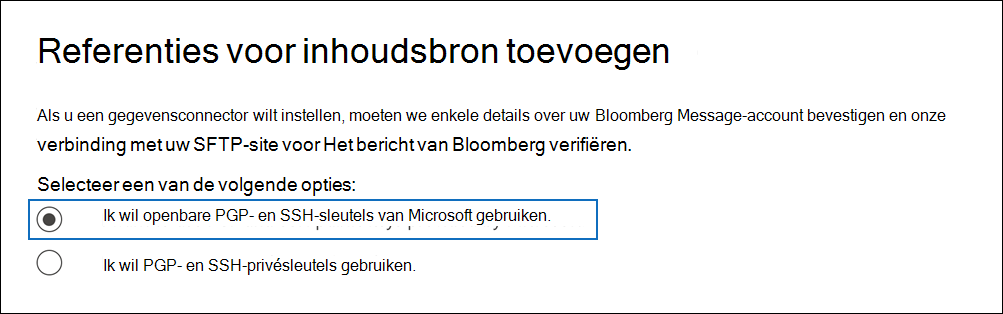 Referenties voor inhoudsbron toevoegen
Als u een gegevensconnector wilt instellen, moeten we enkele details over uw Bloomberg Message-account bevestigen en onze
verbinding met uw SFTP-site voor Het bericht van Bloomberg verifiëren.
Selecteer een van de volgende opties:
Ik wil openbare PGP- en SSH-sleutels van Microsoft gebruiken.
Ik wil PGP- en SSH-privésleutels gebruiken.